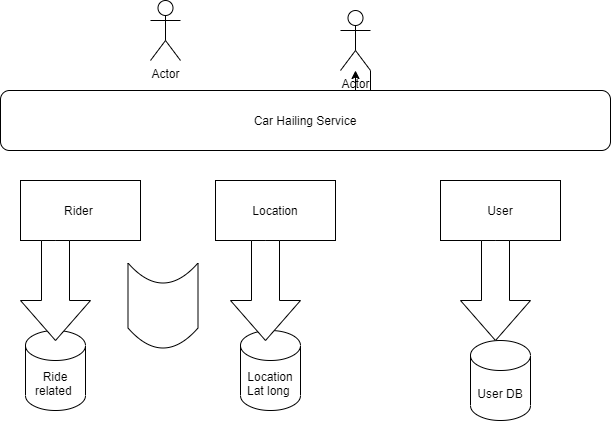 Actor
Actor
Car Hailing Service
Rider
Location
User
Ride
related
Location
Lat long
User DB